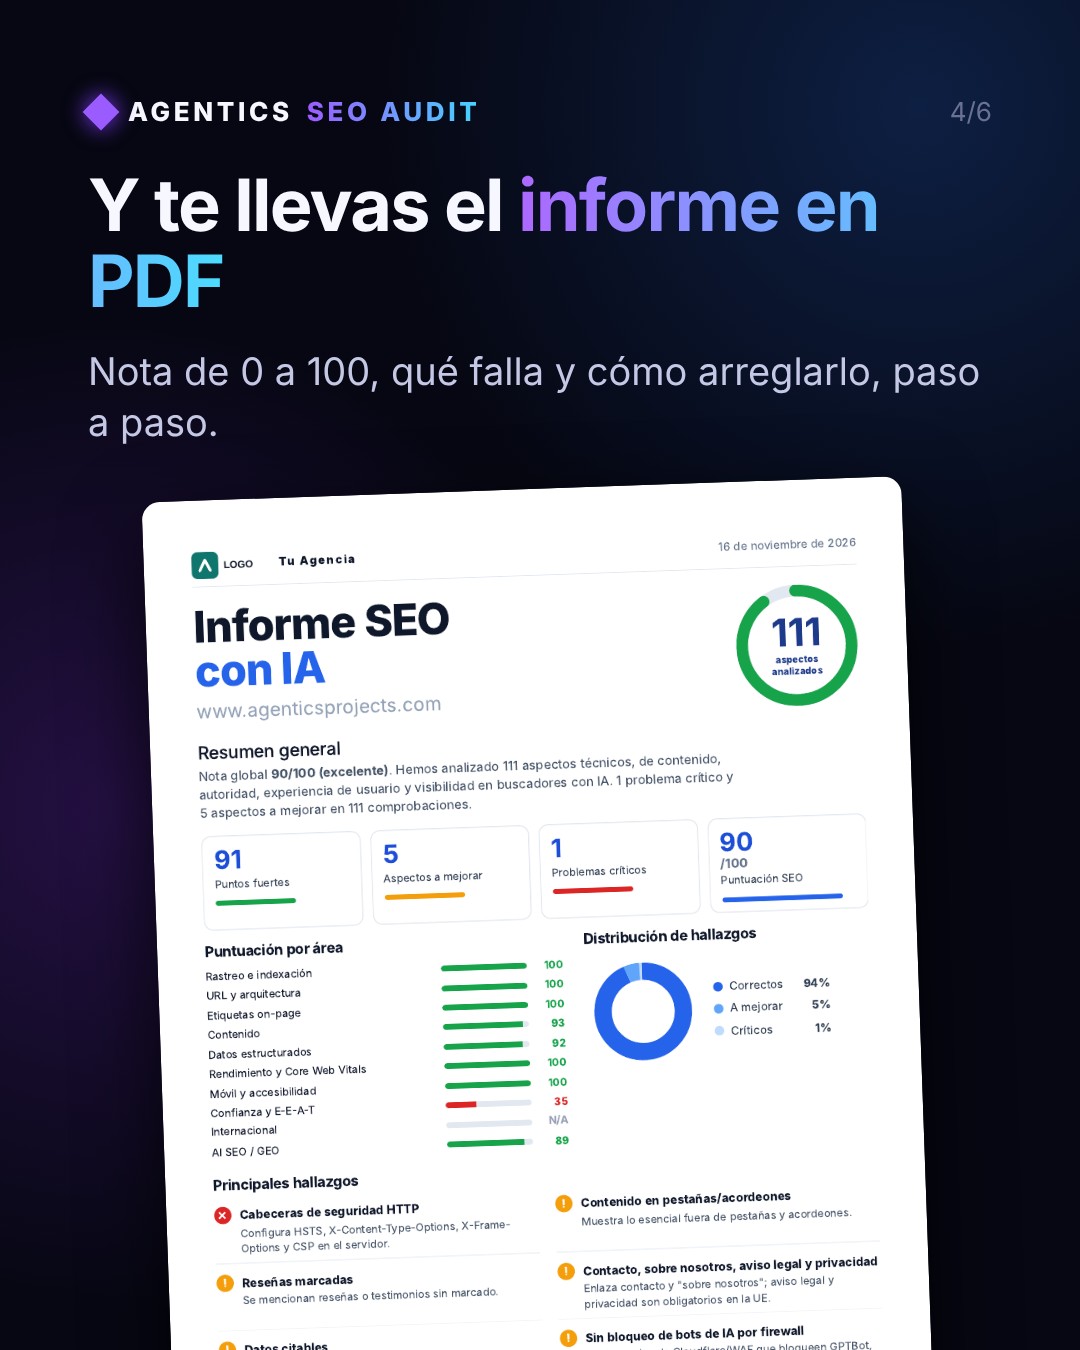 AGENTICS SEO AUDIT
4/6
Y te llevas el informe en
PDF
Nota de 0 a 100, qué falla y cómo arreglarlo, paso
a paso.
LOGO
Tu Agencia
16 de noviembre de 2026
Informe SEO
con IA
www.agenticsprojects.com
111
aspectos
analizados
Resumen general
Nota global 90/100 (excelente). Hemos analizado 111 aspectos técnicos, de contenido,
autoridad, experiencia de usuario y visibilidad en buscadores con IA. 1 problema crítico y
5 aspectos a mejorar en 111 comprobaciones.
91
Puntos fuertes
5
Aspectos a mejorar
1
Problemas críticos
90
/100
Puntuación SEO
Puntuación por área
Rastreo e indexación 100
URL y arquitectura 100
Etiquetas on-page 100
Contenido 93
Datos estructurados 92
Rendimiento y Core Web Vitals 100
Móvil y accesibilidad 100
Confianza y E-E-A-T 35
Internacional N/A
AI SEO / GEO 89
Distribución de hallazgos
Correctos 94%
A mejorar 5%
Críticos 1%
Principales hallazgos
Cabeceras de seguridad HTTP
Configura HSTS, X-Content-Type-Options, X-Frame-
Options y CSP en el servidor.
Reseñas marcadas
Se mencionan reseñas o testimonios sin marcado.
Datos citables
Contenido en pestañas/acordeones
Muestra lo esencial fuera de pestañas y acordeones.
Contacto, sobre nosotros, aviso legal y privacidad
Enlaza contacto y "sobre nosotros"; aviso legal y
privacidad son obligatorios en la UE.
Sin bloqueo de bots de IA por firewall
Cloudflare/WAF que bloqueen GPTBot,